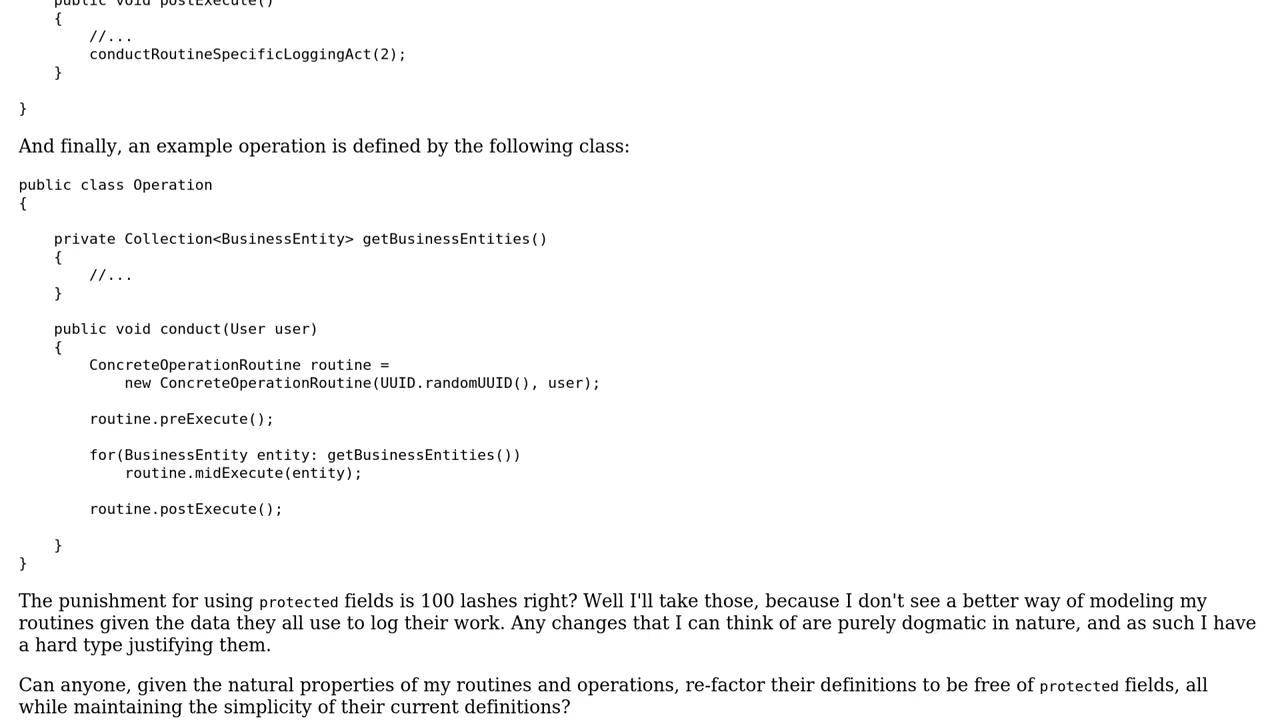 public void postExecute()
{
//...
conductRoutineSpecificLoggingAct(2);
}
}
And finally, an example operation is defined by the following class:
public class Operation
{
private Collection<BusinessEntity> getBusinessEntities()
{
//...
}
public void conduct(User user)
{
ConcreteOperationRoutine routine =
new ConcreteOperationRoutine(UUID.randomUUID(), user);
routine.preExecute();
for(BusinessEntity entity: getBusinessEntities())
routine.midExecute(entity);
routine.postExecute();
}
}
The punishment for using protected fields is 100 lashes right? Well I'll take those, because I don't see a better way of modeling my
routines given the data they all use to log their work. Any changes that I can think of are purely dogmatic in nature, and as such I have
a hard type justifying them.
Can anyone, given the natural properties of my routines and operations, re-factor their definitions to be free of protected fields, all
while maintaining the simplicity of their current definitions?